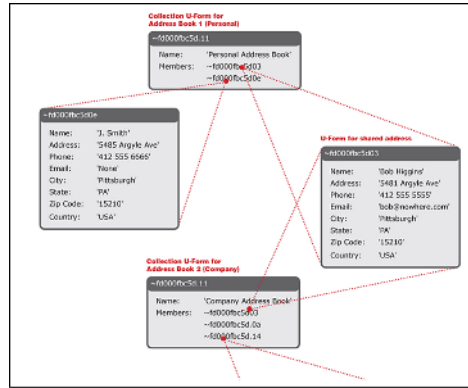 Collection U-Form for
Address Book 1 (Personal)
~fd000fbc5d.11
Name: 'Personal Address Book'
Members: ~fd000fbc5d03
~fd000fbc5d0e
~fd000fbc5d0e
Name: 'J. Smith'
Address: '5485 Argyle Ave'
Phone: '412 555 6666'
Email: 'None'
City: 'Pittsburgh'
State: 'PA'
Zip Code: '15210'
Country: 'USA'
U-Form for shared address
~fd000fbc5d03
Name: 'Bob Higgins'
Address: '5481 Argyle Ave'
Phone: '412 555 5555'
Email: 'bob@nowhere.com'
City: 'Pittsburgh'
State: 'PA'
Zip Code: '15210'
Country: 'USA'
Collection U-Form for
Address Book 2 (Company)
~fd000fbc5d.11
Name: 'Company Address Book'
Members: ~fd000fbc5d03
~fd000fbc5d.0a
~fd000fbc5d.14